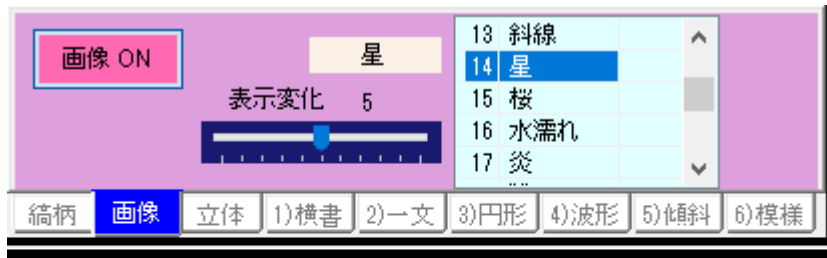 画像 ON
星
表示変化 5
13 斜線
14 星
15 桜
16 水濡れ
17 炎
縞柄 画像 立体 1)横書 2)一文 3)円形 4)波形 5)傾斜 6)模様